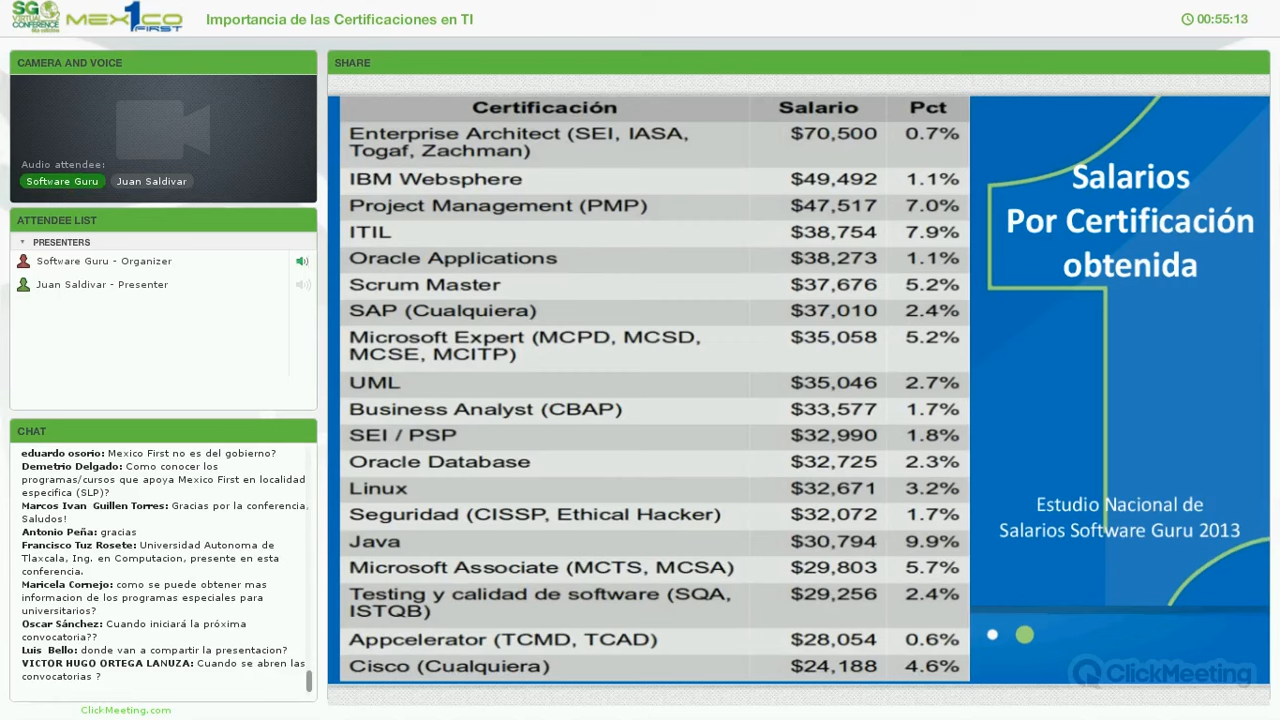 SG
VIRTUAL
CONFERENCE
MEXICO
1
FIRST
Importancia de las Certificaciones en TI
00:55:13
CAMERA AND VOICE
Audio attendee:
Software Guru
Juan Saldivar
ATTENDEE LIST
PRESENTERS
Software Guru - Organizer
Juan Saldivar - Presenter
CHAT
eduardo osorio: Mexico First no es del gobierno?
Demetrio Delgado: Como conocer los
programas/cursos que apoya Mexico First en localidad
especifica (SLP)?
Marcos Ivan Guillen Torres: Gracias por la conferencia.
Saludos!
Antonio Peña: gracias
Francisco Tuz Rosete: Universidad Autonoma de
Tlaxcala, Ing. en Computacion, presente en esta
conferencia.
Maricela Cornejo: como se puede obtener mas
informacion de los programas especiales para
universitarios?
Oscar Sánchez: Cuando iniciará la próxima
convocatoria??
Luis Bello: donde van a compartir la presentacion?
VICTOR HUGO ORTEGA LANUZA: Cuando se abren las
convocatorias ?
ClickMeeting.com
SHARE
Certificación Salario Pct
Enterprise Architect (SEI, IASA, $70,500 0.7%
Togaf, Zachman)
IBM Websphere $49,492 1.1%
Project Management (PMP) $47,517 7.0%
ITIL $38,754 7.9%
Oracle Applications $38,273 1.1%
Scrum Master $37,676 5.2%
SAP (Cualquiera) $37,010 2.4%
Microsoft Expert (MCPD, MCSD, $35,058 5.2%
MCSE, MCITP)
UML $35,046 2.7%
Business Analyst (CBAP) $33,577 1.7%
SEI / PSP $32,990 1.8%
Oracle Database $32,725 2.3%
Linux $32,671 3.2%
Seguridad (CISSP, Ethical Hacker) $32,072 1.7%
Java $30,794 9.9%
Microsoft Associate (MCTS, MCSA) $29,803 5.7%
Testing y calidad de software (SQA, $29,256 2.4%
ISTQB)
Appcelerator (TCMD, TCAD) $28,054 0.6%
Cisco (Cualquiera) $24,188 4.6%
Salarios
Por Certificación
obtenida
Estudio Nacional de
Salarios Software Guru 2013
ClickMeeting